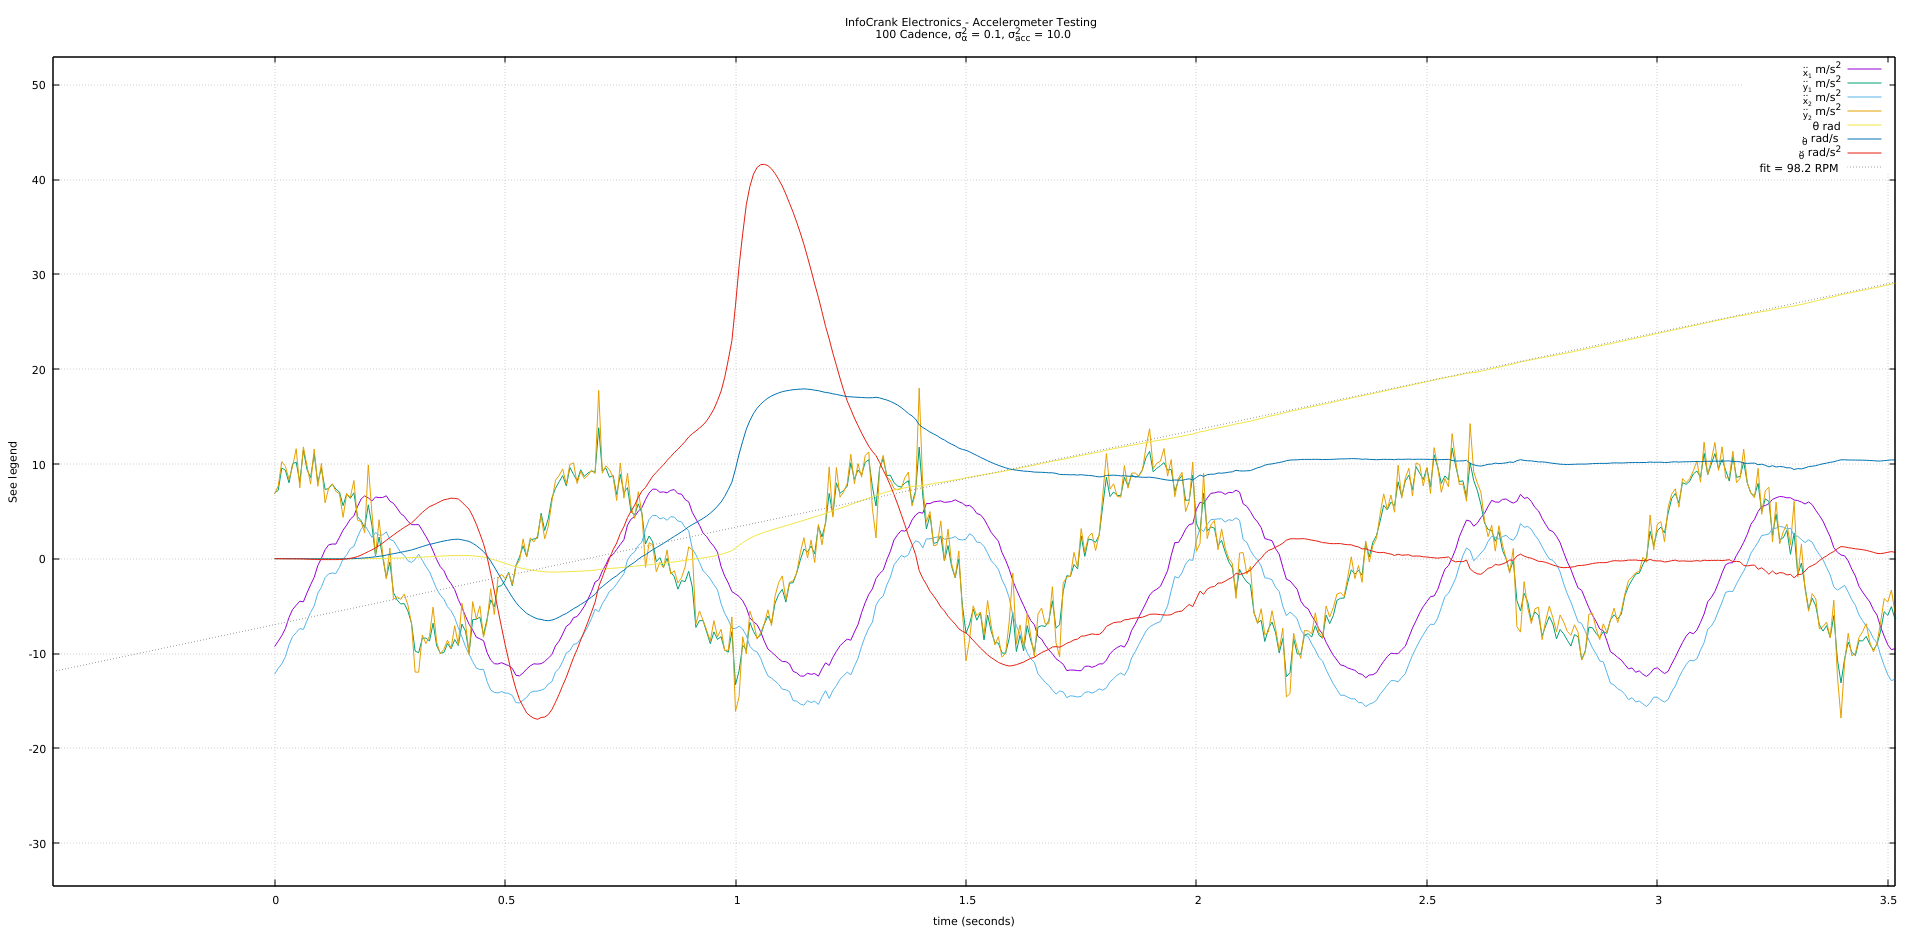 InfoCrank Electronics - Accelerometer Testing
100 Cadence, σ²α = 0.1, σ²acc = 10.0
ẍ₁ m/s²
ÿ₁ m/s²
ẍ₂ m/s²
ÿ₂ m/s²
θ rad
θ̇ rad/s
θ̈ rad/s²
fit = 98.2 RPM
See legend
50
40
30
20
10
0
-10
-20
-30
0 0.5 1 1.5 2 2.5 3 3.5
time (seconds)